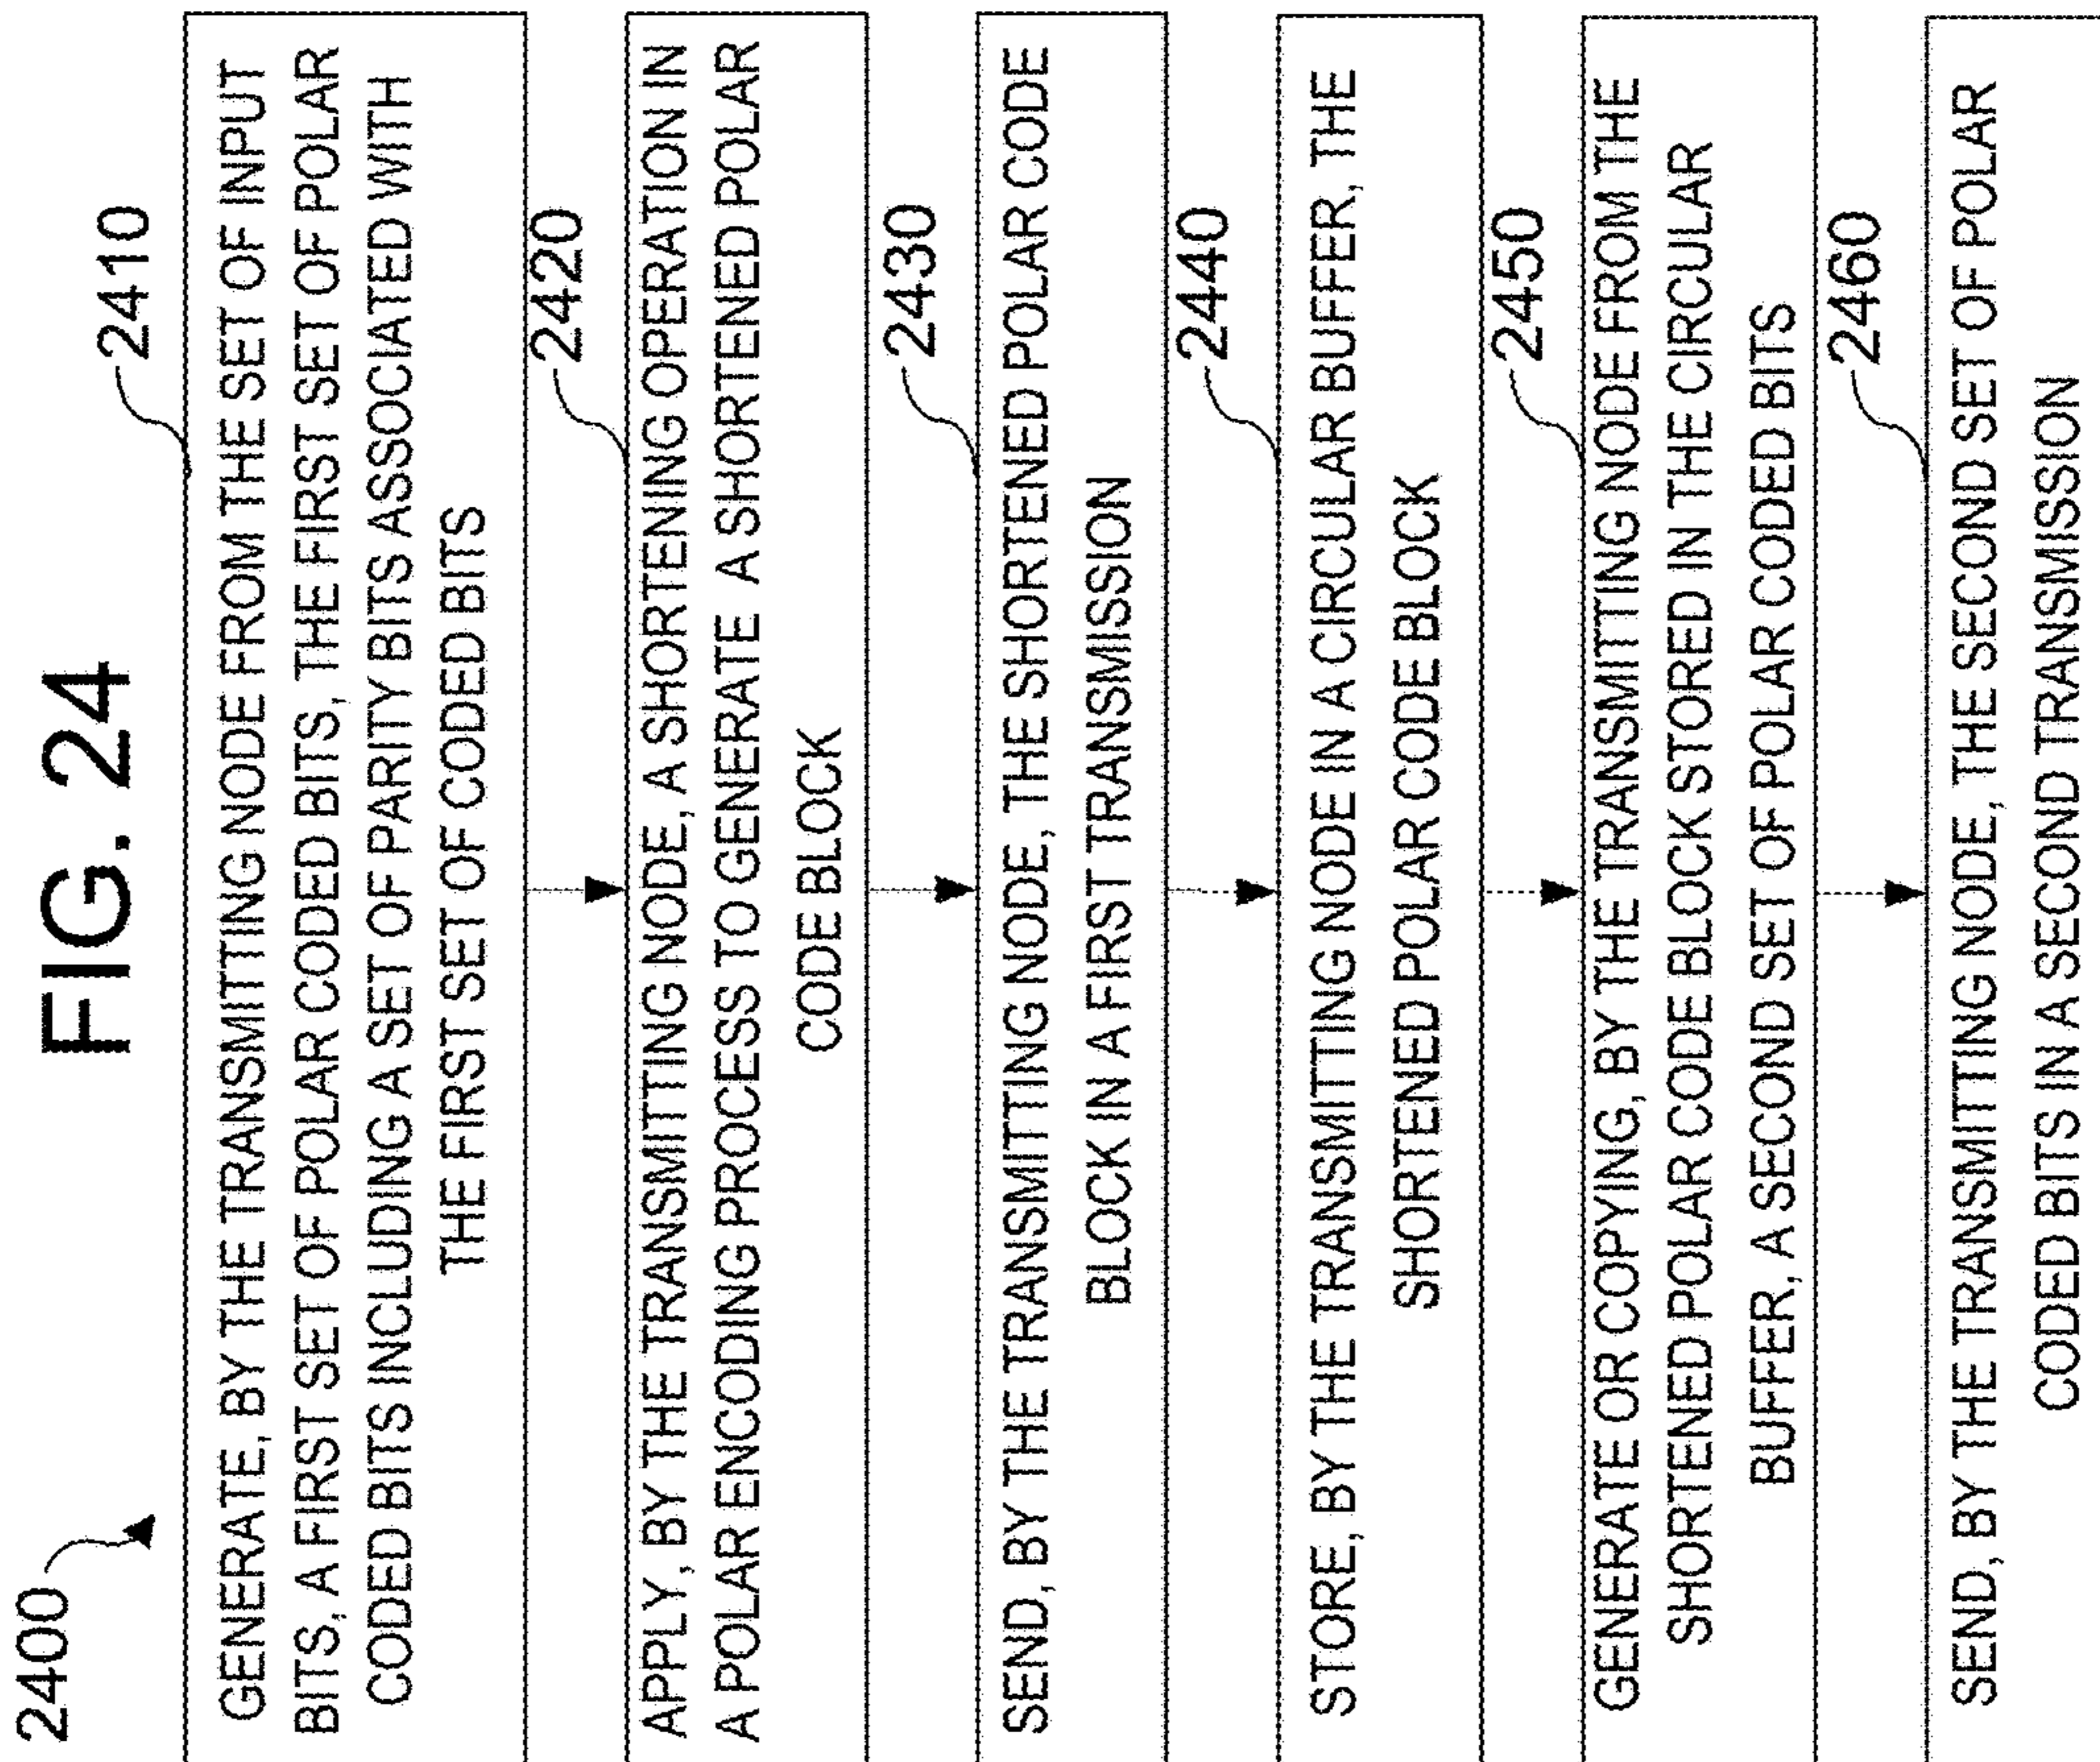 FIG. 24
2400
2410
GENERATE, BY THE TRANSMITTING NODE FROM THE SET OF INPUT
BITS, A FIRST SET OF POLAR CODED BITS, THE FIRST SET OF POLAR
CODED BITS INCLUDING A SET OF PARITY BITS ASSOCIATED WITH
THE FIRST SET OF CODED BITS
2420
APPLY, BY THE TRANSMITTING NODE, A SHORTENING OPERATION IN
A POLAR ENCODING PROCESS TO GENERATE A SHORTENED POLAR
CODE BLOCK
2430
SEND, BY THE TRANSMITTING NODE, THE SHORTENED POLAR CODE
BLOCK IN A FIRST TRANSMISSION
2440
STORE, BY THE TRANSMITTING NODE IN A CIRCULAR BUFFER, THE
SHORTENED POLAR CODE BLOCK
2450
GENERATE OR COPYING, BY THE TRANSMITTING NODE FROM THE
SHORTENED POLAR CODE BLOCK STORED IN THE CIRCULAR
BUFFER, A SECOND SET OF POLAR CODED BITS
2460
SEND, BY THE TRANSMITTING NODE, THE SECOND SET OF POLAR
CODED BITS IN A SECOND TRANSMISSION